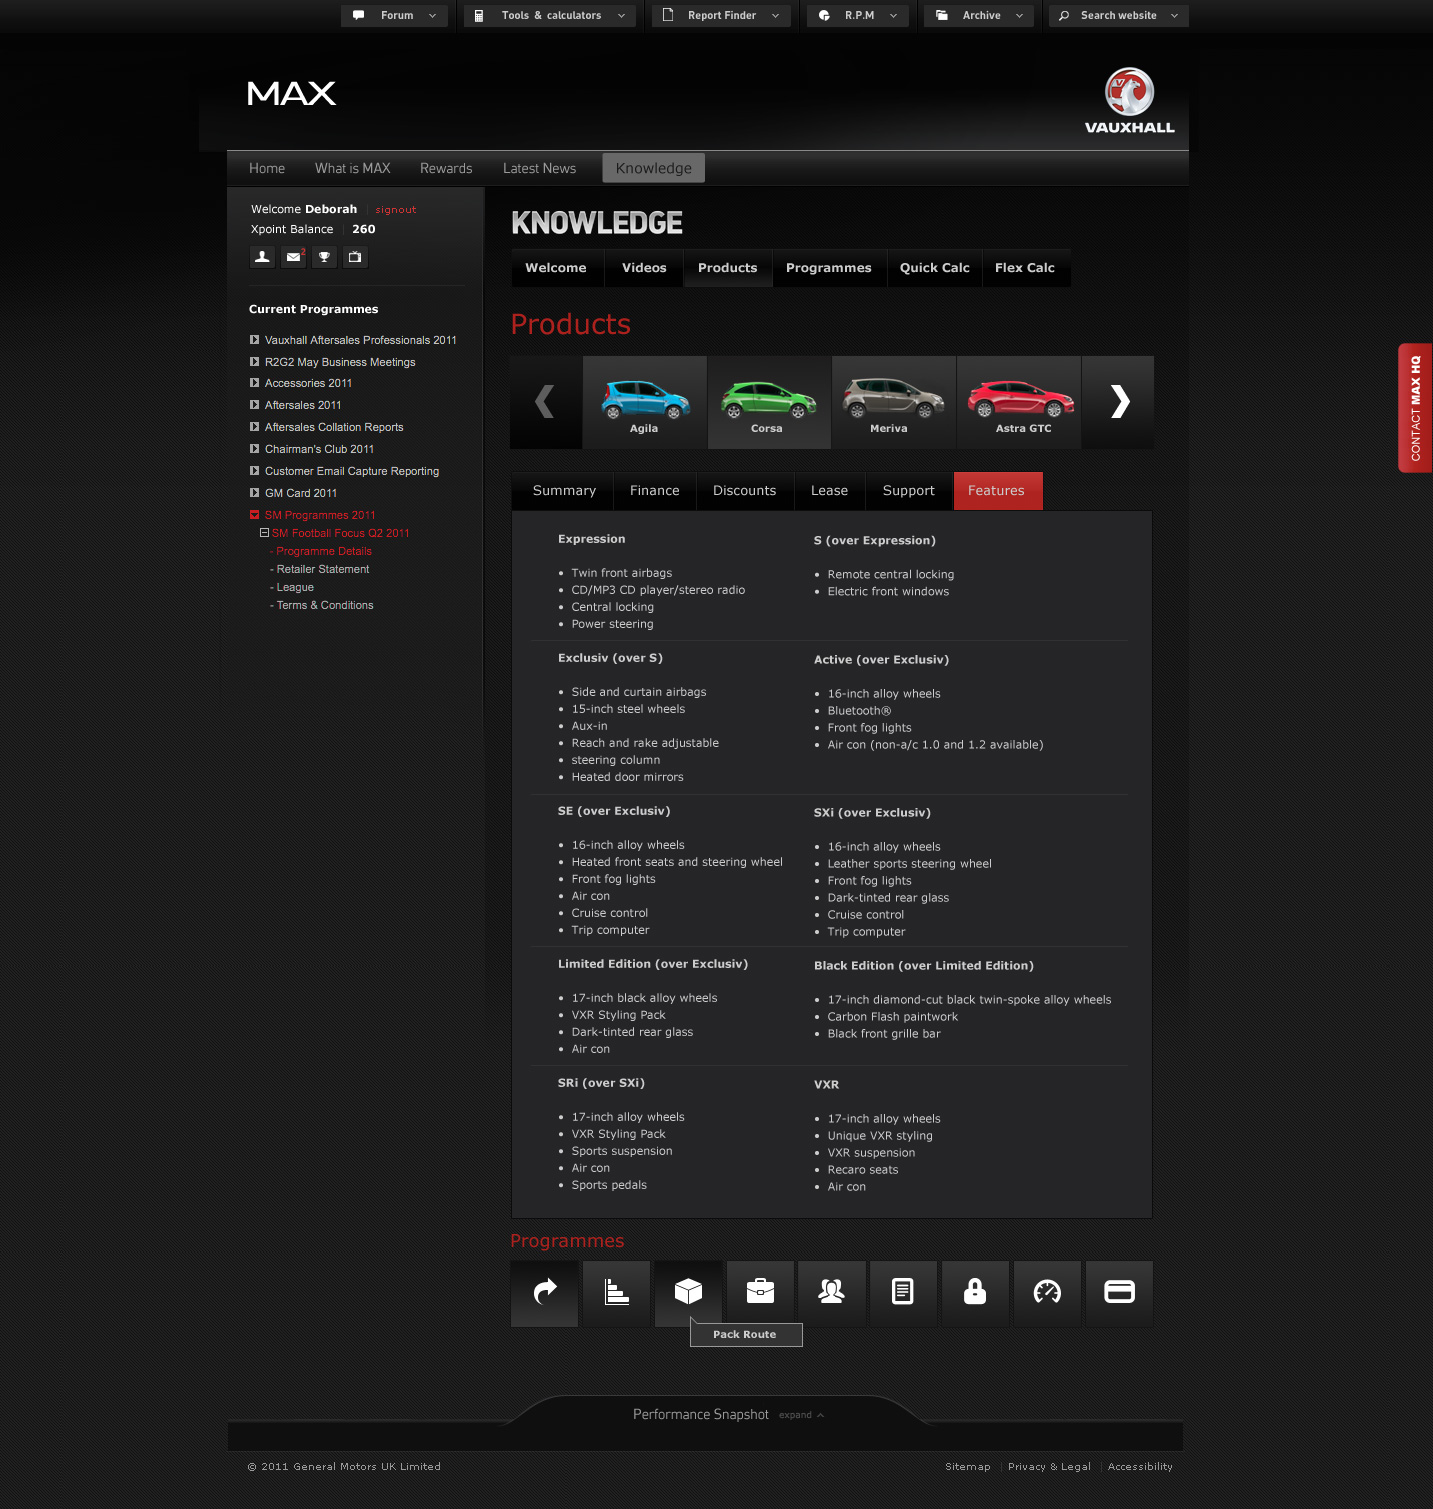 Forum
Tools & calculators
Report Finder
R.P.M
Archive
Search website
MAX
VAUXHALL
Home
What is MAX
Rewards
Latest News
Knowledge
Welcome Deborah signout
Xpoint Balance 260
2
Current Programmes
Vauxhall Aftersales Professionals 2011
R2G2 May Business Meetings
Accessories 2011
Aftersales 2011
Aftersales Collation Reports
Chairman's Club 2011
Customer Email Capture Reporting
GM Card 2011
SM Programmes 2011
SM Football Focus Q2 2011
- Programme Details
- Retailer Statement
- League
- Terms & Conditions
KNOWLEDGE
Welcome
Videos
Products
Programmes
Quick Calc
Flex Calc
Products
Agila
Corsa
Meriva
Astra GTC
CONTACT MAX HQ
Summary
Finance
Discounts
Lease
Support
Features
Expression
• Twin front airbags
• CD/MP3 CD player/stereo radio
• Central locking
• Power steering
S (over Expression)
• Remote central locking
• Electric front windows
Exclusiv (over S)
• Side and curtain airbags
• 15-inch steel wheels
• Aux-in
• Reach and rake adjustable
• steering column
• Heated door mirrors
Active (over Exclusiv)
• 16-inch alloy wheels
• Bluetooth®
• Front fog lights
• Air con (non-a/c 1.0 and 1.2 available)
SE (over Exclusiv)
• 16-inch alloy wheels
• Heated front seats and steering wheel
• Front fog lights
• Air con
• Cruise control
• Trip computer
SXi (over Exclusiv)
• 16-inch alloy wheels
• Leather sports steering wheel
• Front fog lights
• Dark-tinted rear glass
• Cruise control
• Trip computer
Limited Edition (over Exclusiv)
• 17-inch black alloy wheels
• VXR Styling Pack
• Dark-tinted rear glass
• Air con
Black Edition (over Limited Edition)
• 17-inch diamond-cut black twin-spoke alloy wheels
• Carbon Flash paintwork
• Black front grille bar
SRi (over SXi)
• 17-inch alloy wheels
• VXR Styling Pack
• Sports suspension
• Air con
• Sports pedals
VXR
• 17-inch alloy wheels
• Unique VXR styling
• VXR suspension
• Recaro seats
• Air con
Programmes
Pack Route
Performance Snapshot expand
© 2011 General Motors UK Limited
Sitemap | Privacy & Legal | Accessibility